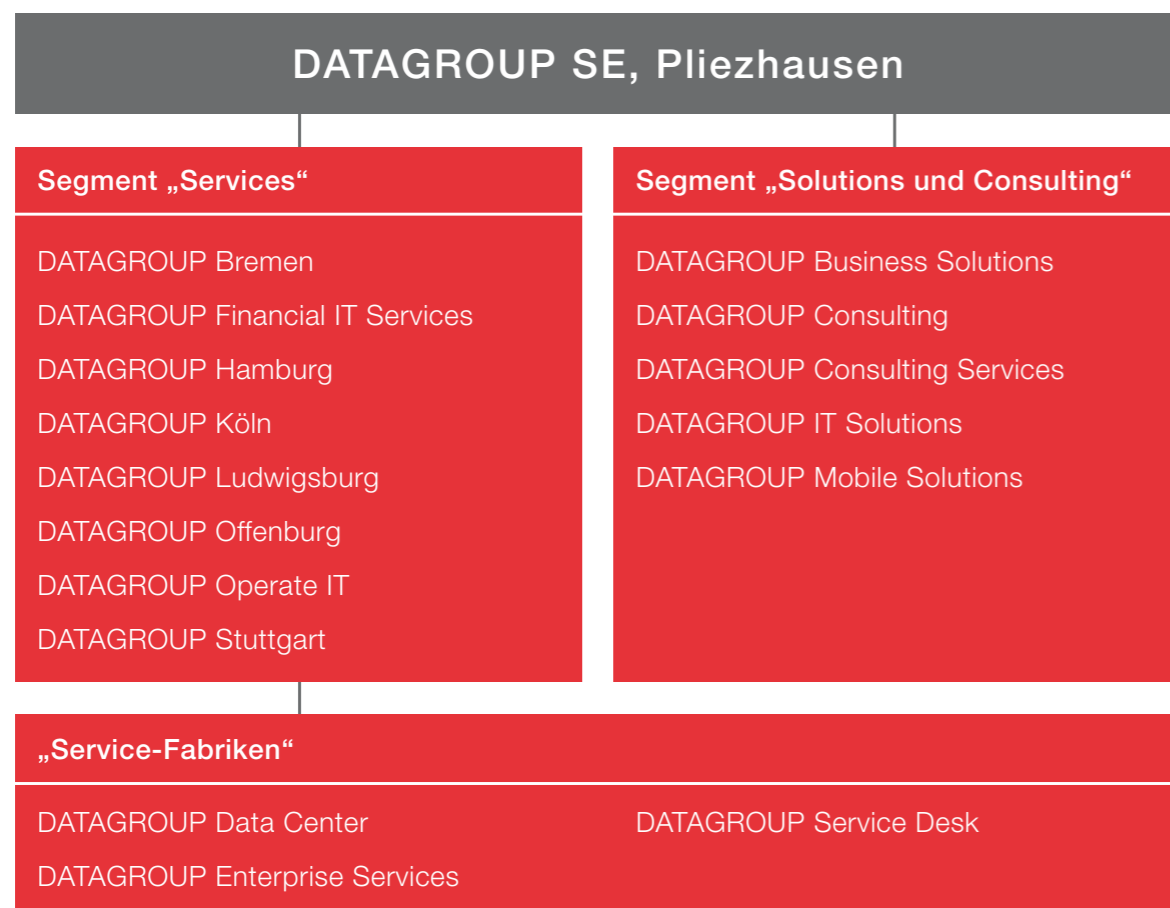 DATAGROUP SE, Pliezhausen
Segment „Services“
DATAGROUP Bremen
DATAGROUP Financial IT Services
DATAGROUP Hamburg
DATAGROUP Köln
DATAGROUP Ludwigsburg
DATAGROUP Offenburg
DATAGROUP Operate IT
DATAGROUP Stuttgart
Segment „Solutions und Consulting“
DATAGROUP Business Solutions
DATAGROUP Consulting
DATAGROUP Consulting Services
DATAGROUP IT Solutions
DATAGROUP Mobile Solutions
„Service-Fabriken“
DATAGROUP Data Center
DATAGROUP Enterprise Services
DATAGROUP Service Desk